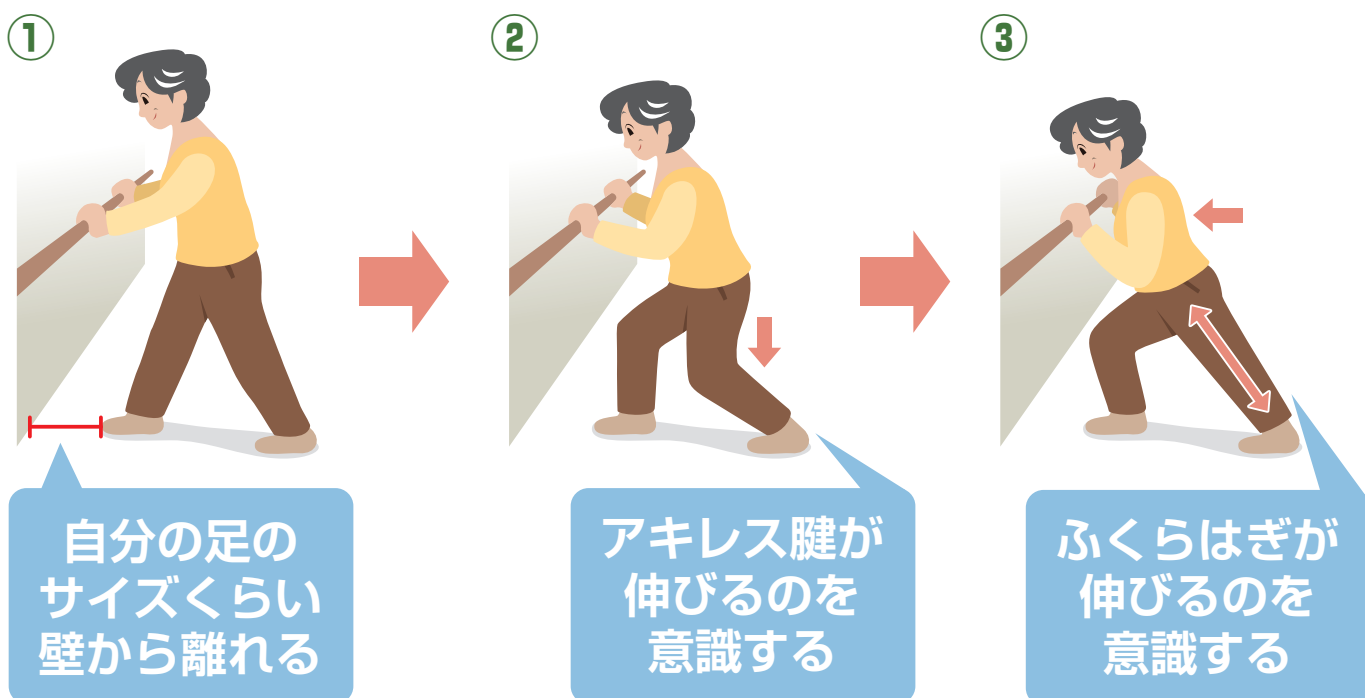 ①
自分の足の
サイズくらい
壁から離れる
②
アキレス腱が
伸びるのを
意識する
③
ふくらはぎが
伸びるのを
意識する